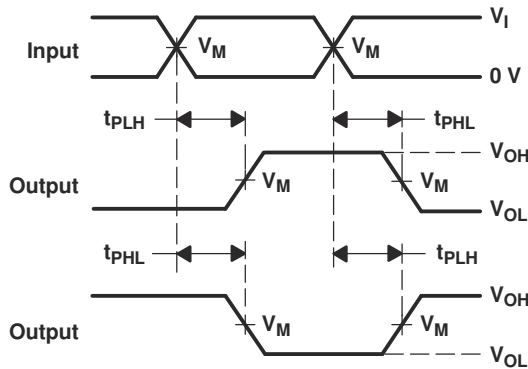 V_I
Input V_M V_M
0 V
t_PLH t_PHL
V_OH
Output V_M V_M
V_OL
t_PHL t_PLH
V_OH
Output V_M V_M
V_OL